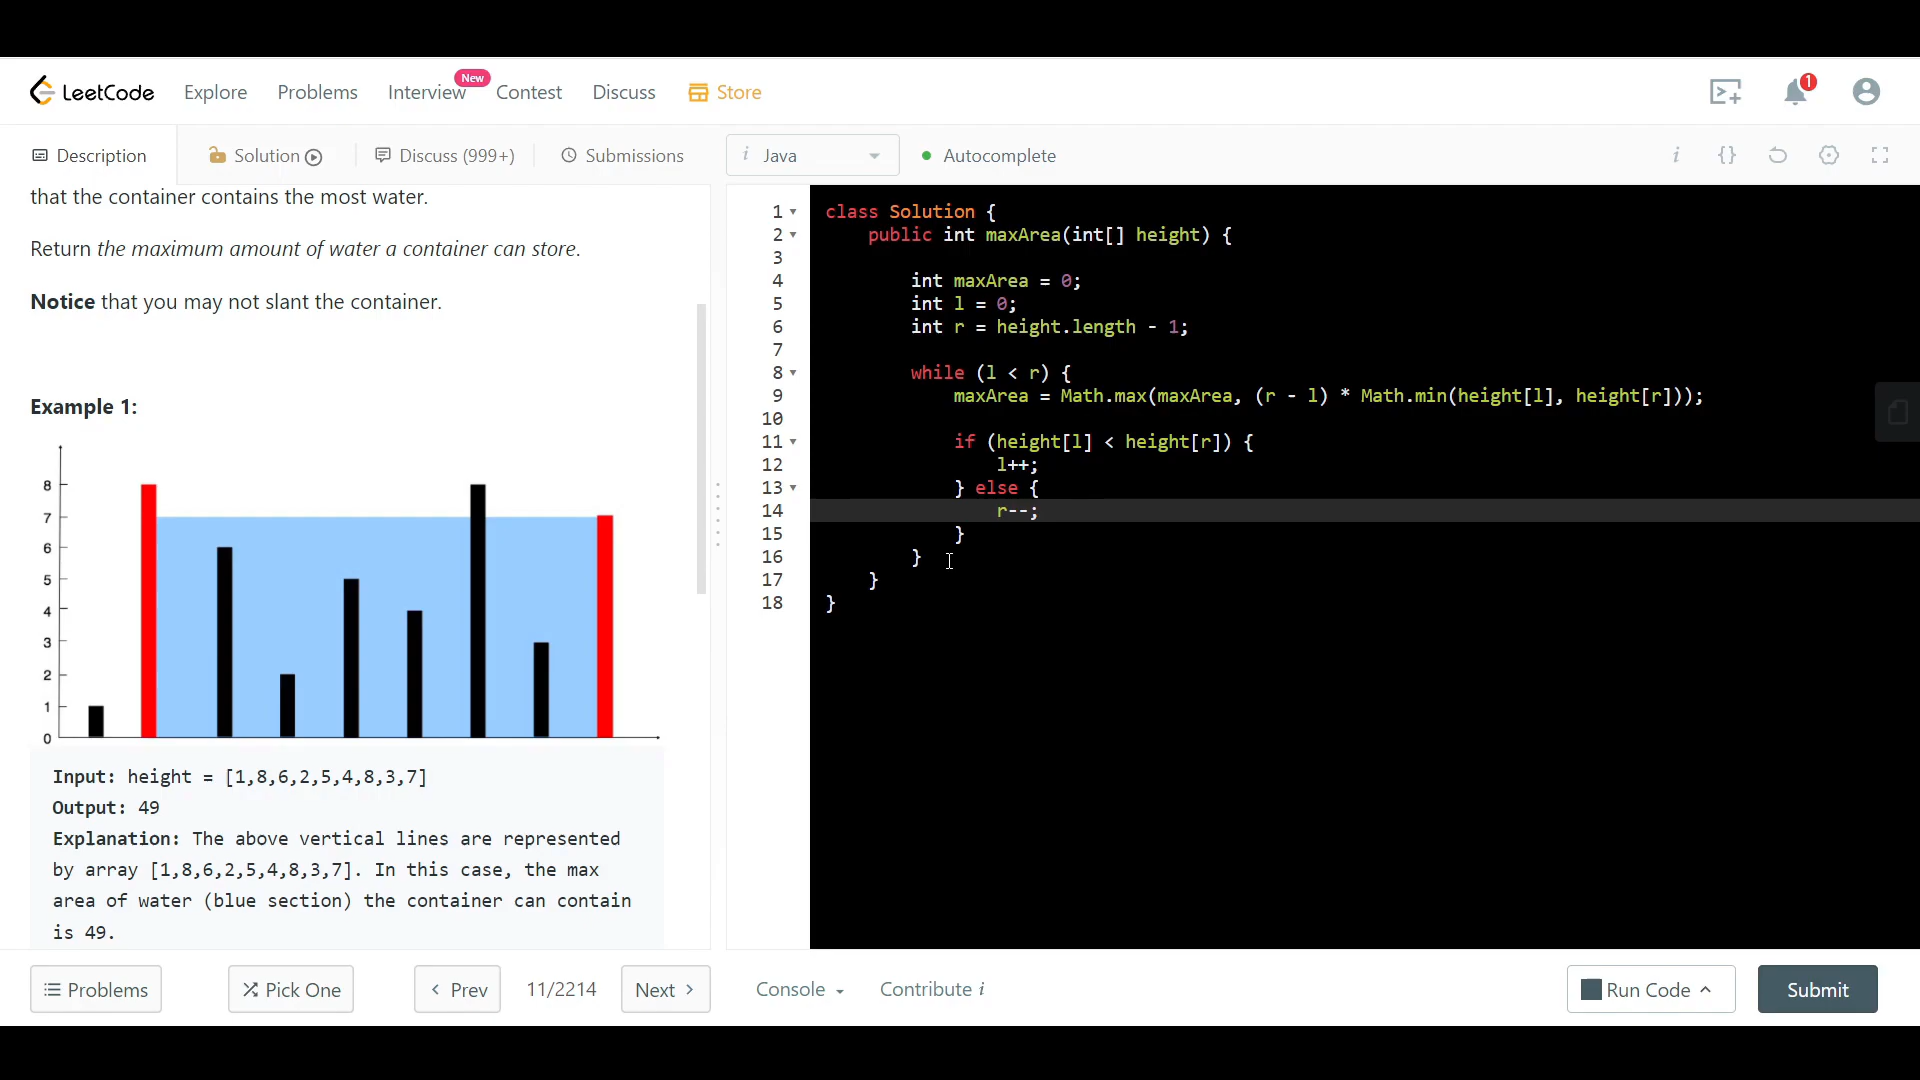 LeetCode Explore Problems Interview New Contest Discuss Store 1
Description Solution Discuss (999+) Submissions i Java Autocomplete i {}
that the container contains the most water.
Return the maximum amount of water a container can store.
Notice that you may not slant the container.
Example 1:
8
7
6
5
4
3
2
1
0
Input: height = [1,8,6,2,5,4,8,3,7]
Output: 49
Explanation: The above vertical lines are represented
by array [1,8,6,2,5,4,8,3,7]. In this case, the max
area of water (blue section) the container can contain
is 49.
1 class Solution {
2     public int maxArea(int[] height) {
3
4         int maxArea = 0;
5         int l = 0;
6         int r = height.length - 1;
7
8         while (l < r) {
9             maxArea = Math.max(maxArea, (r - l) * Math.min(height[l], height[r]));
10
11             if (height[l] < height[r]) {
12                 l++;
13             } else {
14                 r--;
15             }
16         }
17     }
18 }
Problems Pick One < Prev 11/2214 Next > Console Contribute i Run Code Submit